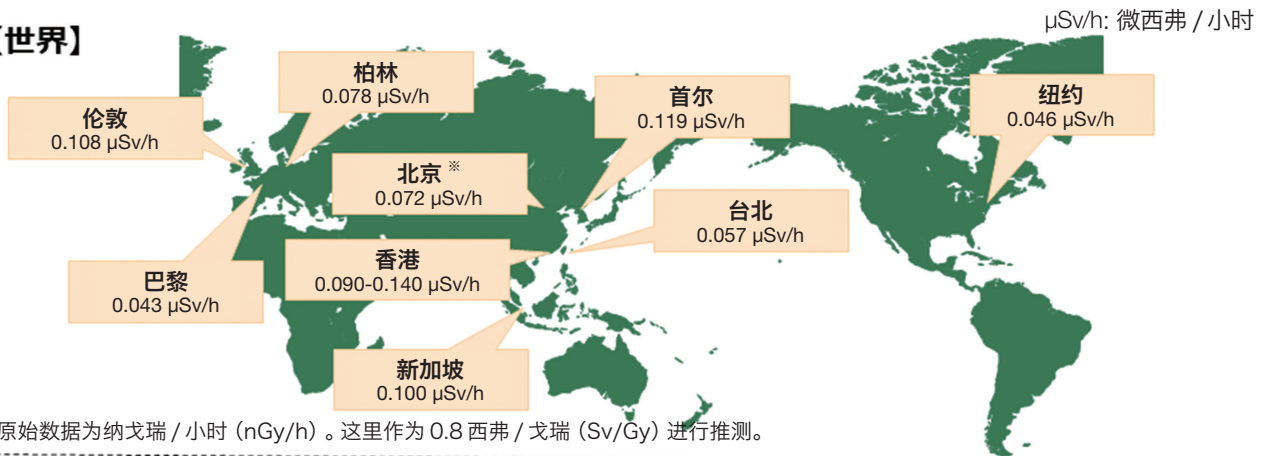 世界】
μSv/h: 微西弗 / 小时
柏林
0.078 μSv/h
伦敦
0.108 μSv/h
首尔
0.119 μSv/h
纽约
0.046 μSv/h
北京 ※
0.072 μSv/h
台北
0.057 μSv/h
香港
0.090-0.140 μSv/h
巴黎
0.043 μSv/h
新加坡
0.100 μSv/h
原始数据为纳戈瑞 / 小时（nGy/h）。这里作为 0.8 西弗 / 戈瑞（Sv/Gy）进行推测。